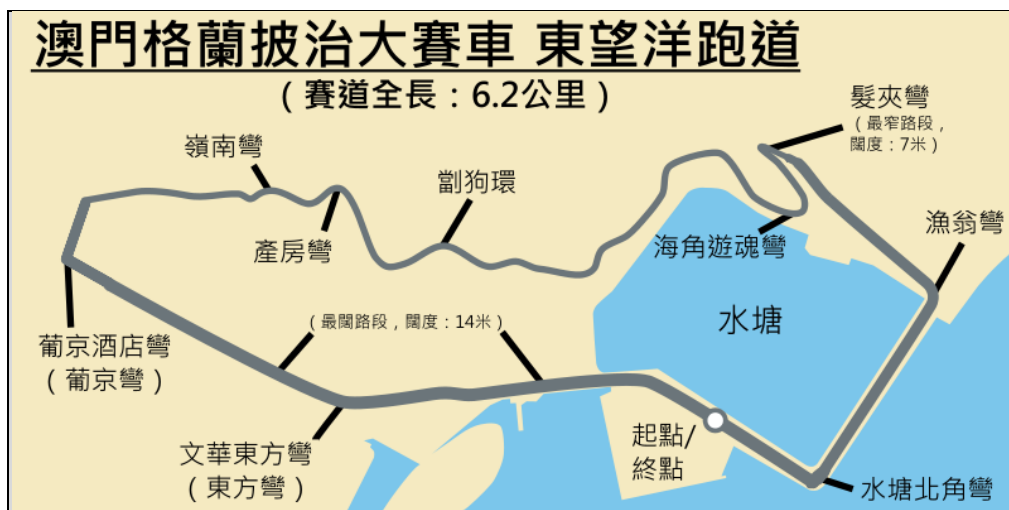 澳門格蘭披治大賽車 東望洋跑道
（賽道全長：6.2公里）
髮夾彎
（最窄路段，
闊度：7米）
嶺南彎
劏狗環
產房彎
海角遊魂彎
漁翁彎
（最闊路段，闊度：14米）
水塘
葡京酒店彎
（葡京彎）
文華東方彎
（東方彎）
起點/
終點
水塘北角彎